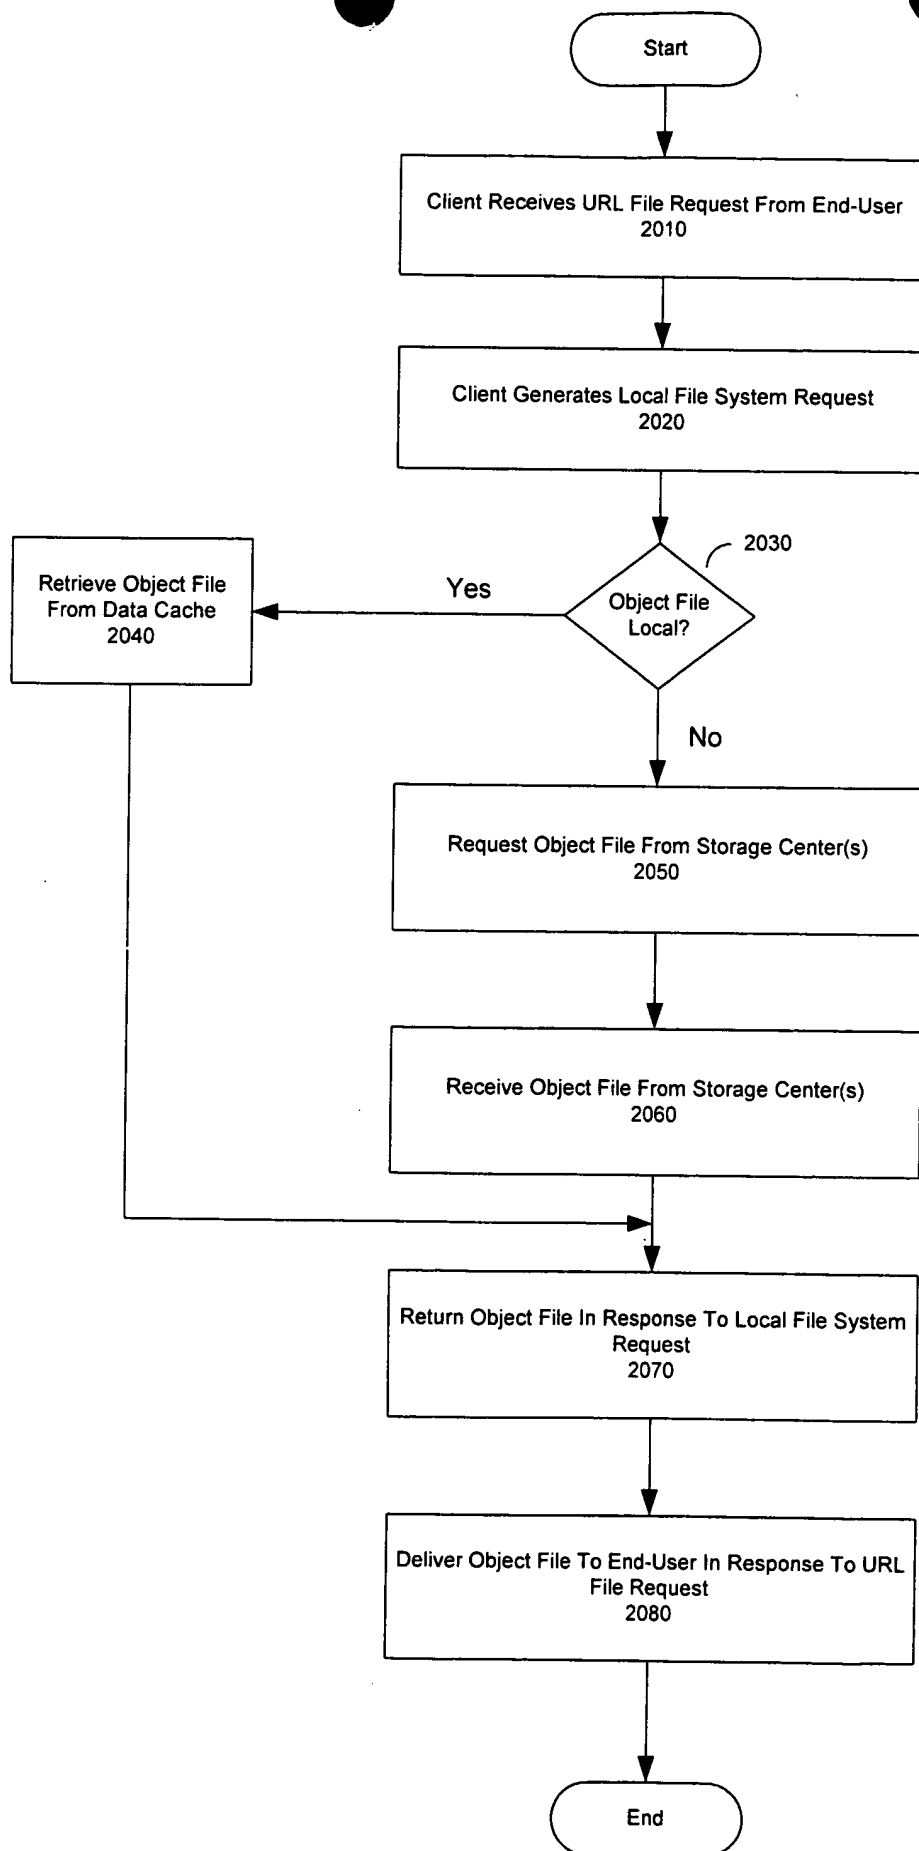 Start
Client Receives URL File Request From End-User
2010
Client Generates Local File System Request
2020
2030
Object File
Local?
Yes
Retrieve Object File
From Data Cache
2040
No
Request Object File From Storage Center(s)
2050
Receive Object File From Storage Center(s)
2060
Return Object File In Response To Local File System
Request
2070
Deliver Object File To End-User In Response To URL
File Request
2080
End